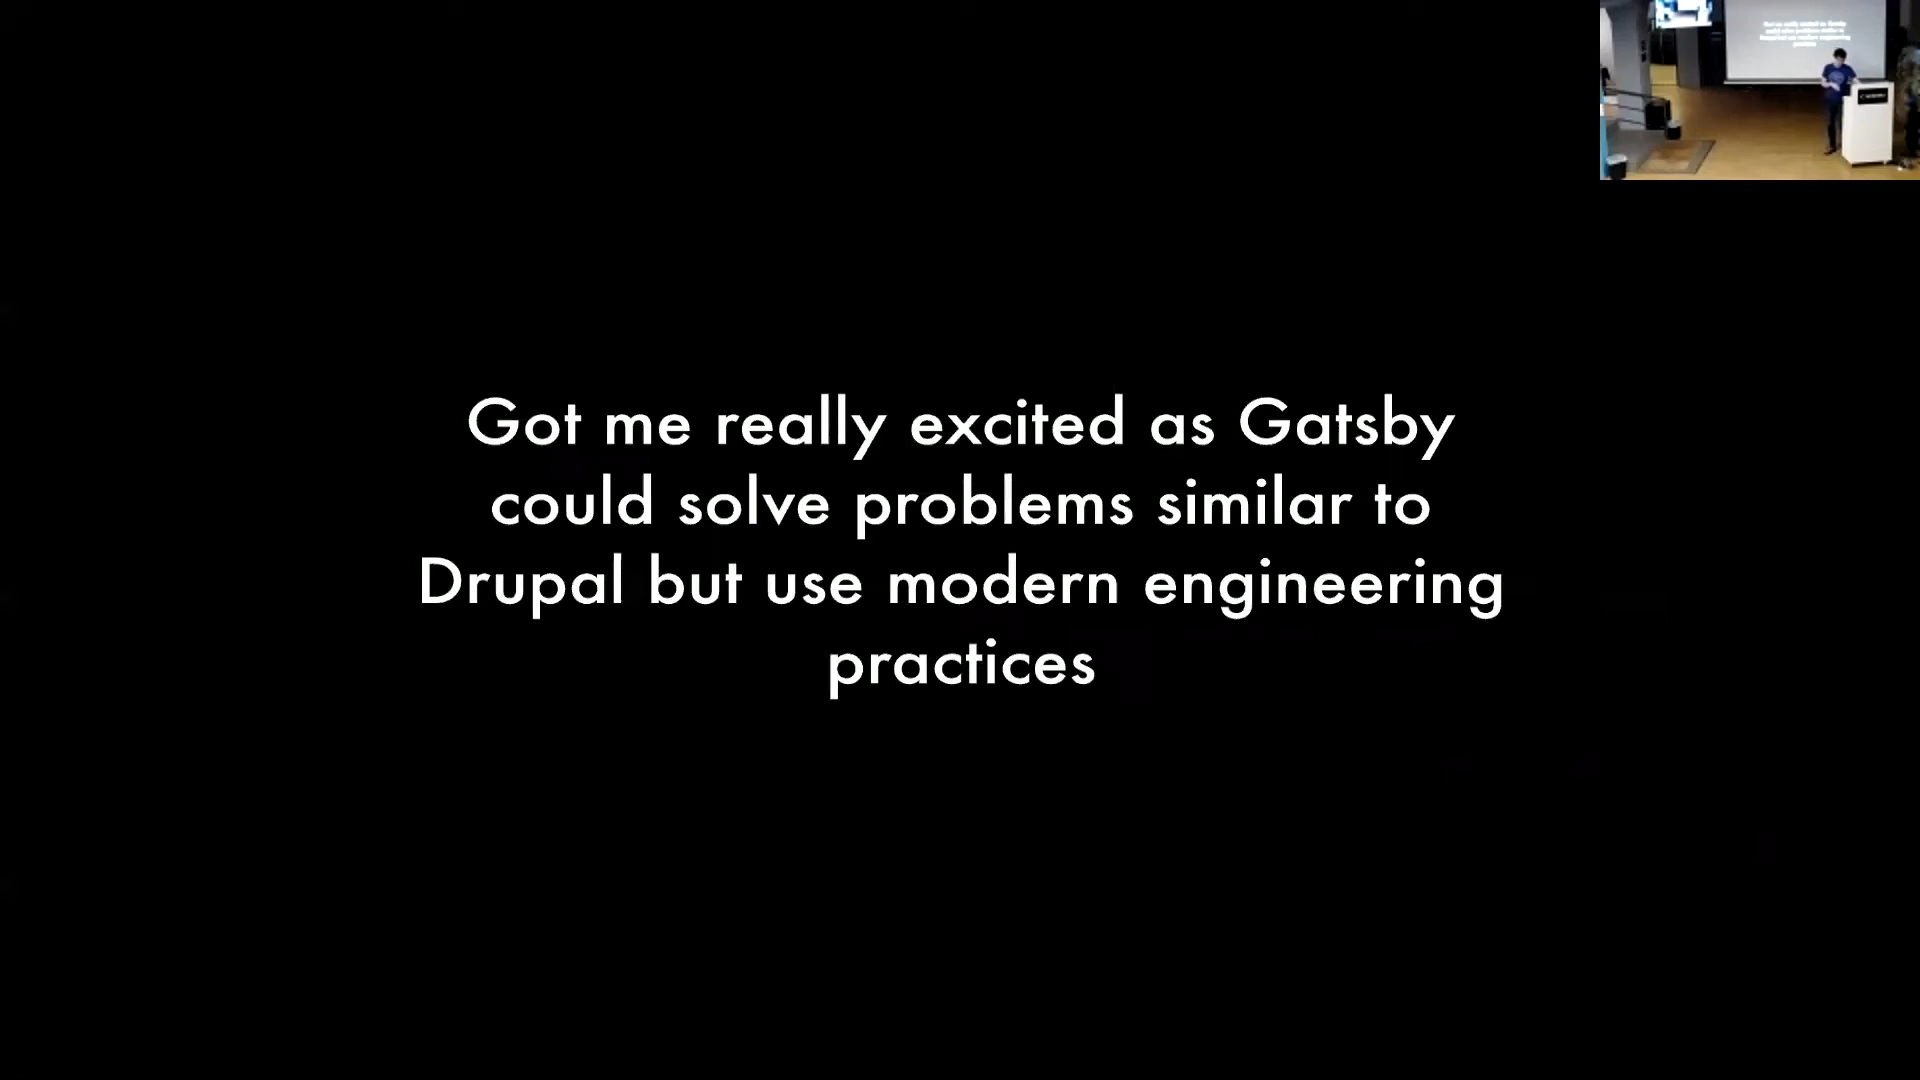 Got me really excited as Gatsby
could solve problems similar to
Drupal but use modern engineering
practices